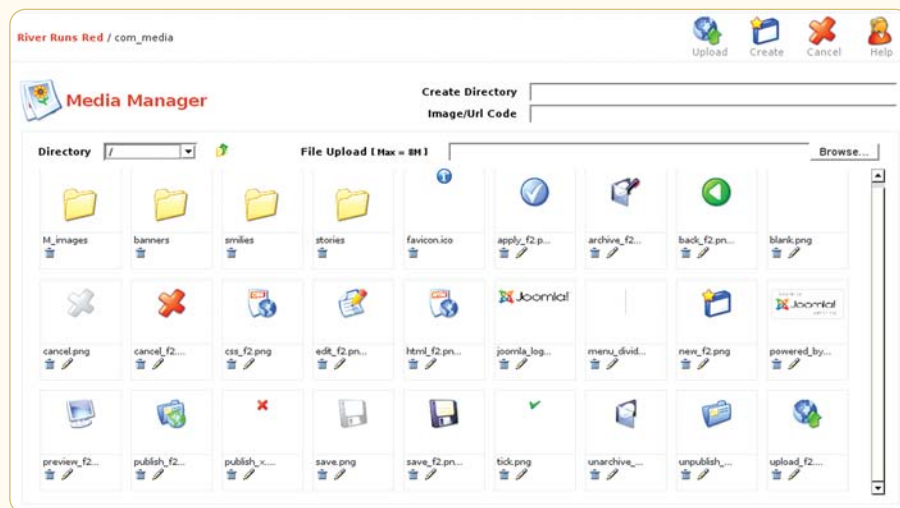 River Runs Red / com_media
Upload Create Cancel Help
Media Manager
Create Directory
Image/Url Code
Directory / File Upload [ Max = 8M ] Browse...
M_images banners smilies stories favicon.ico apply_f2.p... archive_f2... back_f2.pn... blank.png
Joomla! Joomla!
cancel.png cancel_f2.... css_f2.png edit_f2.pn... html_f2.pn... joomla_log... menu_divid... new_f2.png powered_by...
preview_f2... publish_f2... publish_x.... save.png save_f2.pn... tick.png unarchive_... unpublish_... upload_f2....